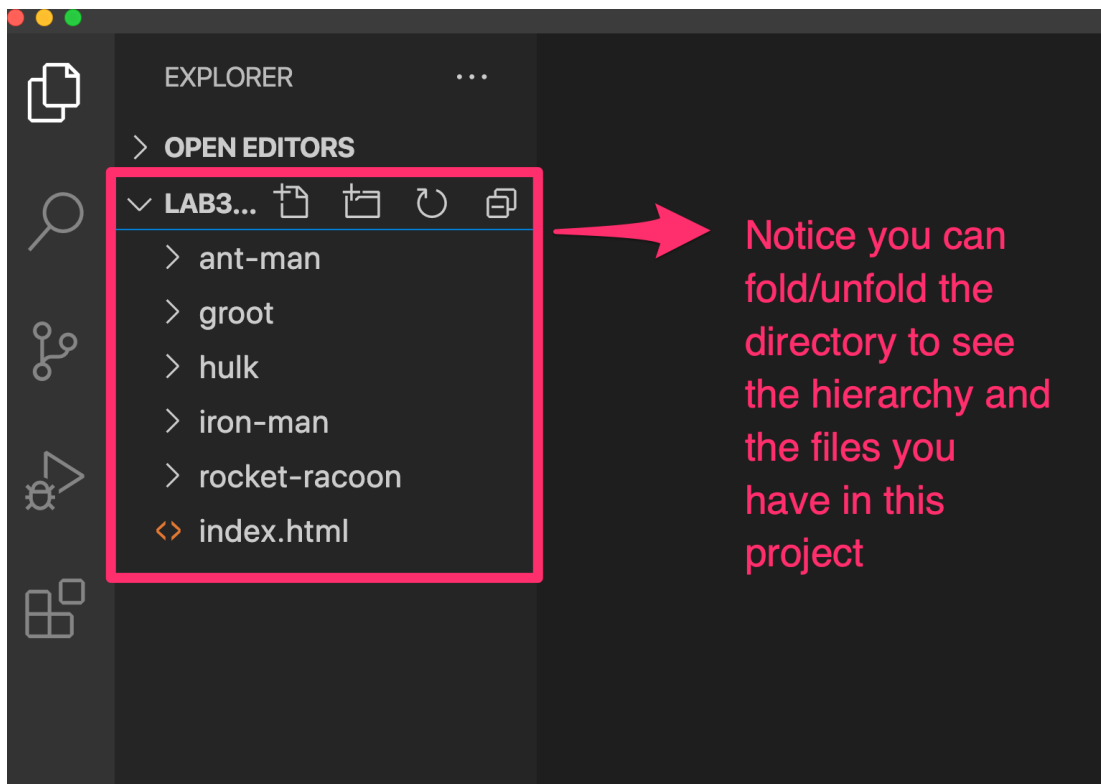 EXPLORER
OPEN EDITORS
LAB3...
ant-man
groot
hulk
iron-man
rocket-racoon
index.html
Notice you can
fold/unfold the
directory to see
the hierarchy and
the files you
have in this
project